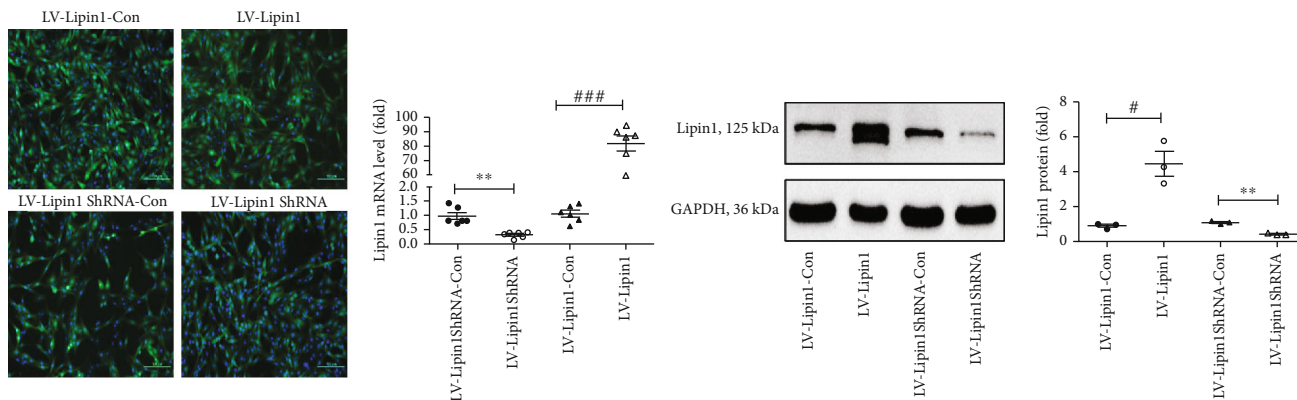 LV-Lipin1-Con
LV-Lipin1
LV-Lipin1 ShRNA-Con
LV-Lipin1 ShRNA
Lipin1 mRNA level (fold)
100
90
80
70
60
2.0
1.5
1.0
0.5
0.0
**
###
LV-Lipin1ShRNA-Con
LV-Lipin1ShRNA
LV-Lipin1-Con
LV-Lipin1
Lipin1, 125 kDa
GAPDH, 36 kDa
LV-Lipin1-Con
LV-Lipin1
LV-Lipin1ShRNA-Con
LV-Lipin1ShRNA
Lipin1 protein (fold)
8
6
4
2
0
#
**
LV-Lipin1-Con
LV-Lipin1
LV-Lipin1ShRNA-Con
LV-Lipin1ShRNA